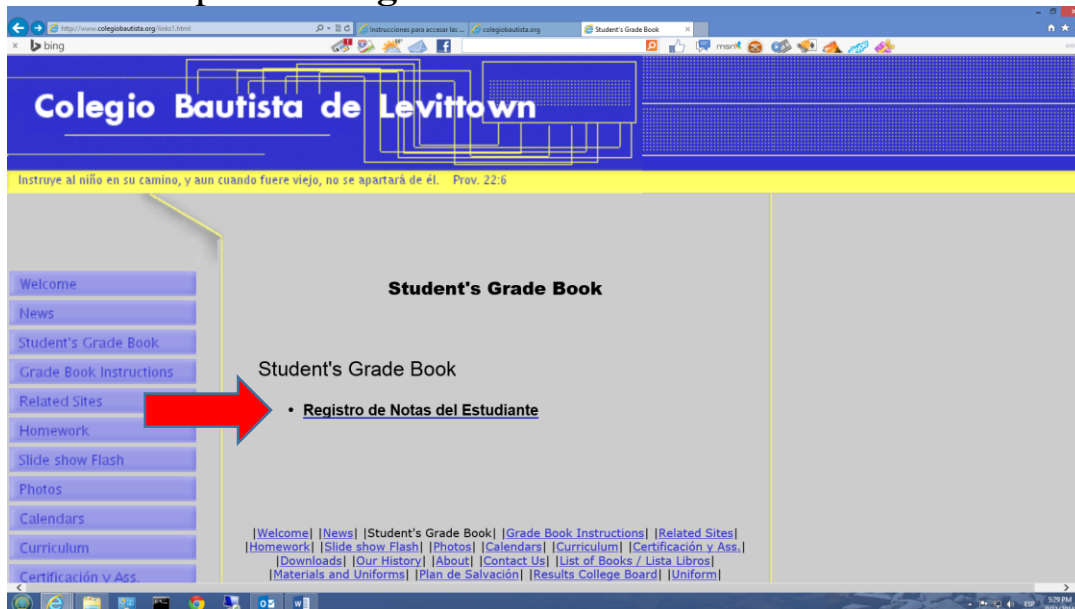 http://www.colegiobautista.org/links1.html
Instrucciones para accesar las ...
colegiobautista.org
Student's Grade Book
bing
msn
Colegio Bautista de Levittown
Instruye al niño en su camino, y aun cuando fuere viejo, no se apartará de él. Prov. 22:6
Welcome
News
Student's Grade Book
Grade Book Instructions
Related Sites
Homework
Slide show Flash
Photos
Calendars
Curriculum
Certificación y Ass.
Student's Grade Book
Student's Grade Book
• Registro de Notas del Estudiante
|Welcome| |News| |Student's Grade Book| |Grade Book Instructions| |Related Sites|
|Homework| |Slide show Flash| |Photos| |Calendars| |Curriculum| |Certificación y Ass.|
|Downloads| |Our History| |About| |Contact Us| |List of Books / Lista Libros|
|Materials and Uniforms| |Plan de Salvación| |Results College Board| |Uniform|
ESP
5:29 PM